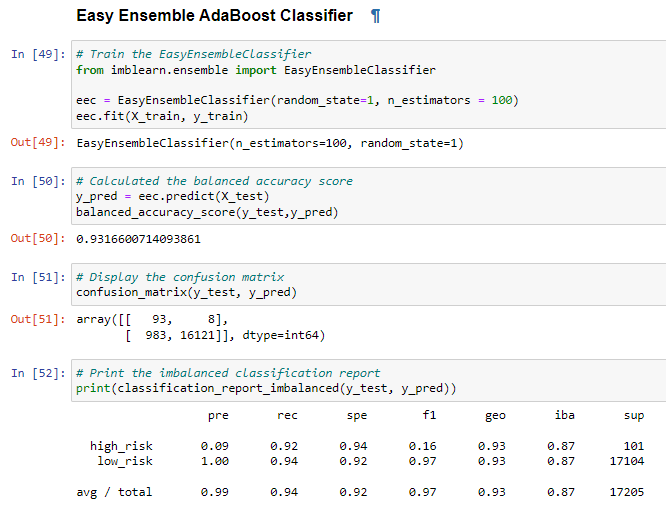 Easy Ensemble AdaBoost Classifier ¶
In [49]: # Train the EasyEnsembleClassifier
from imblearn.ensemble import EasyEnsembleClassifier
eec = EasyEnsembleClassifier(random_state=1, n_estimators = 100)
eec.fit(X_train, y_train)
Out[49]: EasyEnsembleClassifier(n_estimators=100, random_state=1)
In [50]: # Calculated the balanced accuracy score
y_pred = eec.predict(X_test)
balanced_accuracy_score(y_test,y_pred)
Out[50]: 0.9316600714093861
In [51]: # Display the confusion matrix
confusion_matrix(y_test, y_pred)
Out[51]: array([[   93,     8],
[  983, 16121]], dtype=int64)
In [52]: # Print the imbalanced classification report
print(classification_report_imbalanced(y_test, y_pred))
pre rec spe f1 geo iba sup
high_risk 0.09 0.92 0.94 0.16 0.93 0.87 101
low_risk 1.00 0.94 0.92 0.97 0.93 0.87 17104
avg / total 0.99 0.94 0.92 0.97 0.93 0.87 17205